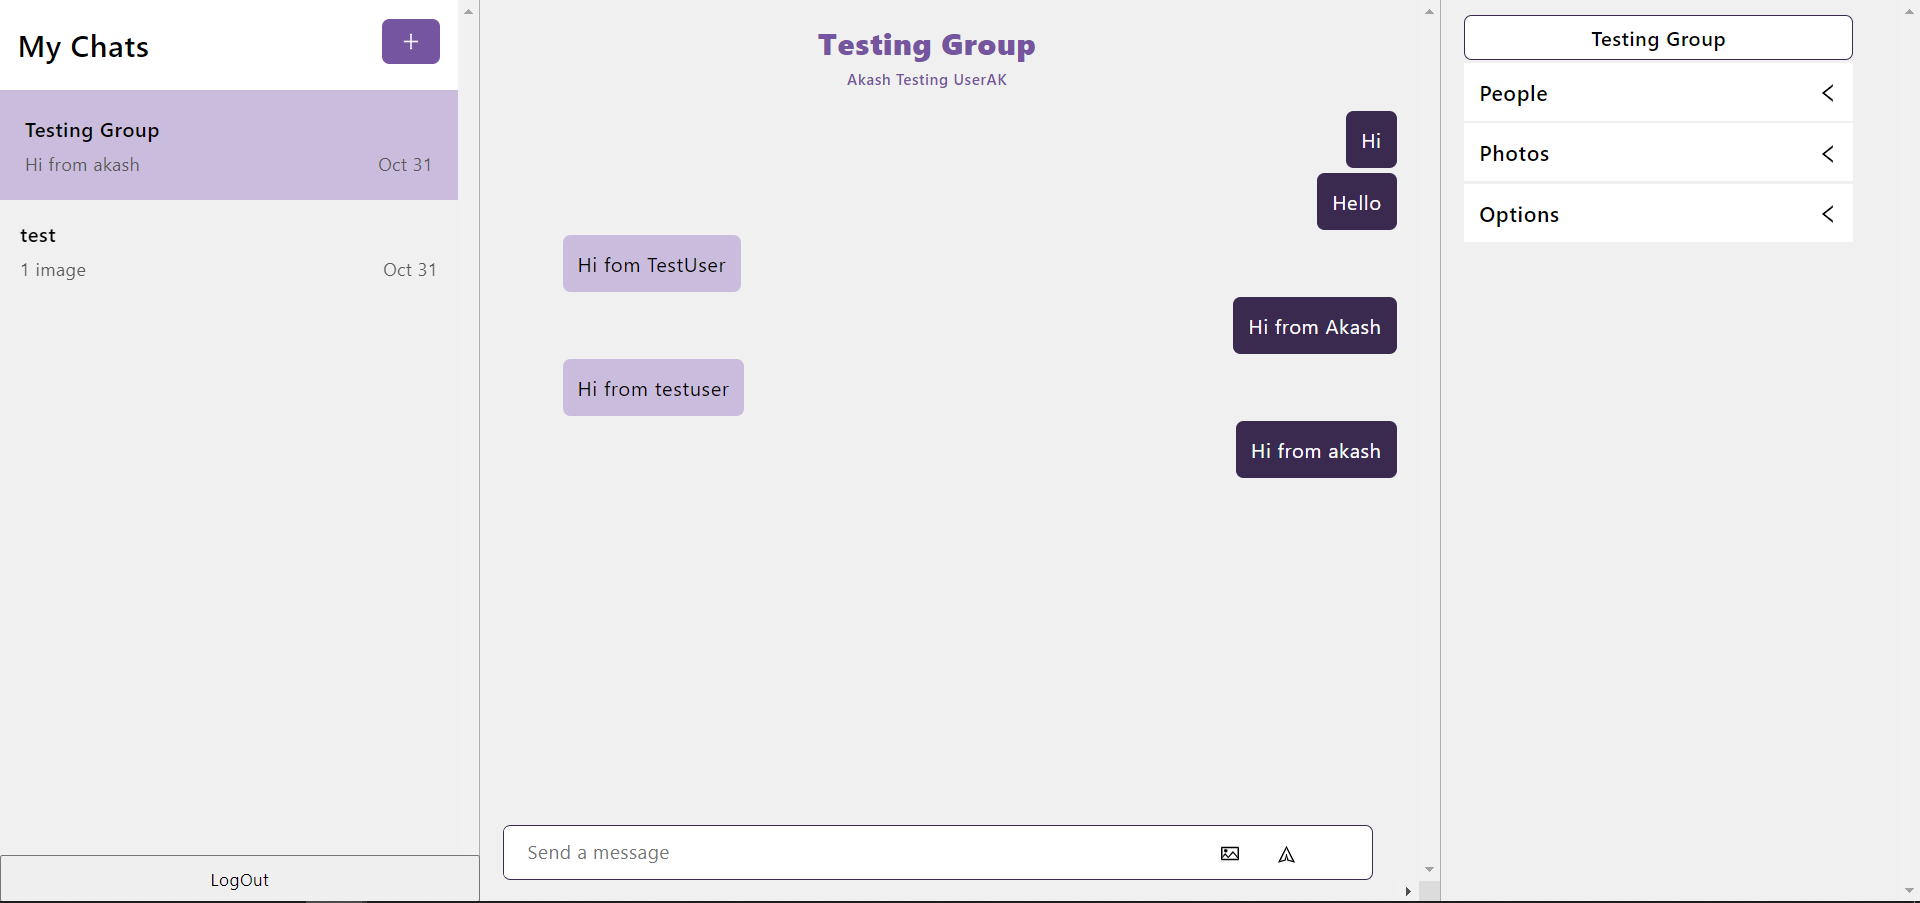 My Chats
+
Testing Group
Hi from akash
Oct 31
test
1 image
Oct 31
LogOut
Testing Group
Akash Testing UserAK
Hi
Hello
Hi fom TestUser
Hi from Akash
Hi from testuser
Hi from akash
Send a message
Testing Group
People
Photos
Options